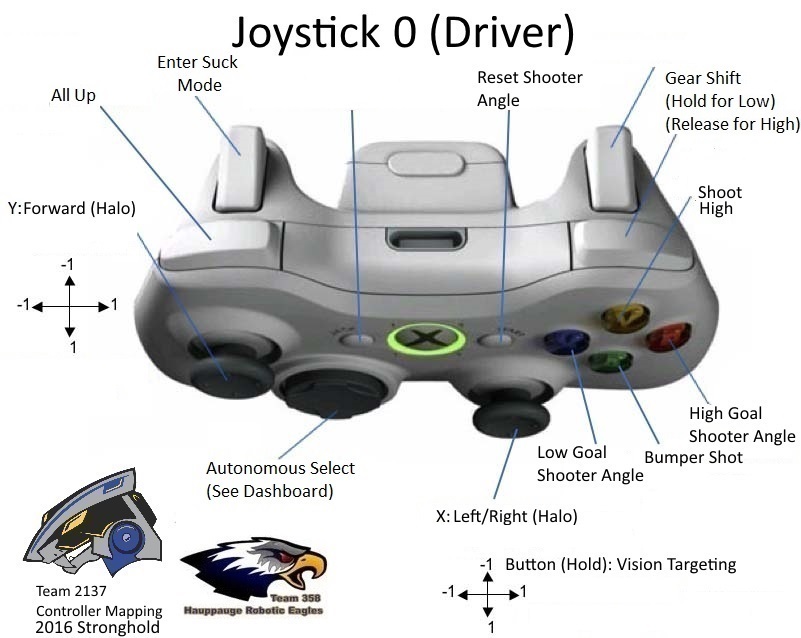 Joystick 0 (Driver)
Enter Suck
Mode
All Up
Reset Shooter
Angle
Gear Shift
(Hold for Low)
(Release for High)
Shoot
High
Y:Forward (Halo)
-1
-1 1
1
High Goal
Shooter Angle
Low Goal
Shooter Angle
Bumper Shot
Autonomous Select
(See Dashboard)
X: Left/Right (Halo)
Button (Hold): Vision Targeting
-1
-1 1
1
Team 2137
Controller Mapping
2016 Stronghold
Team 358
Hauppauge Robotic Eagles